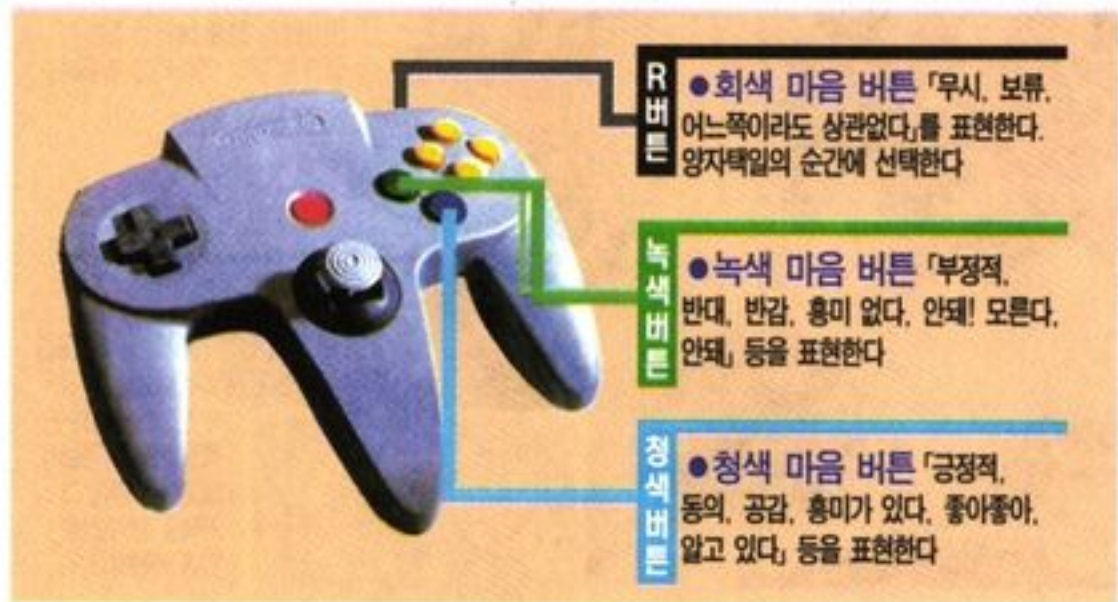 R버튼
●회색 마음 버튼 「무시, 보류,
어느쪽이라도 상관없다」를 표현한다.
양자택일의 순간에 선택한다
녹색버튼
●녹색 마음 버튼 「부정적,
반대, 반감, 흥미 없다, 안돼! 모른다,
안돼」 등을 표현한다
청색버튼
●청색 마음 버튼 「긍정적,
동의, 공감, 흥미가 있다, 좋아좋아,
알고 있다」 등을 표현한다